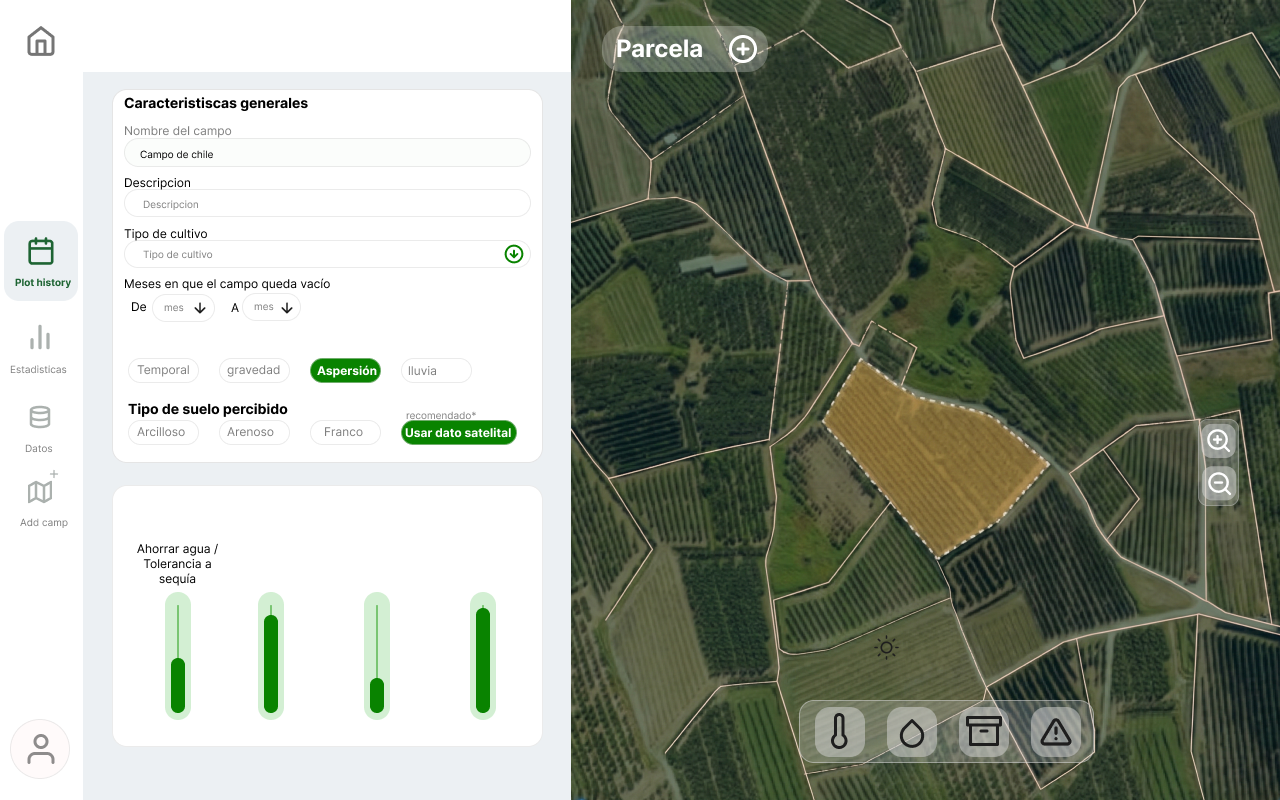 Parcela
Caracteristiscas generales
Nombre del campo
Campo de chile
Descripcion
Descripcion
Tipo de cultivo
Tipo de cultivo
Meses en que el campo queda vacío
De mes A mes
Temporal gravedad Aspersión lluvia
Tipo de suelo percibido
recomendado*
Arcilloso Arenoso Franco Usar dato satelital
Plot history
Estadisticas
Datos
Add camp
Ahorrar agua /
Tolerancia a
sequía